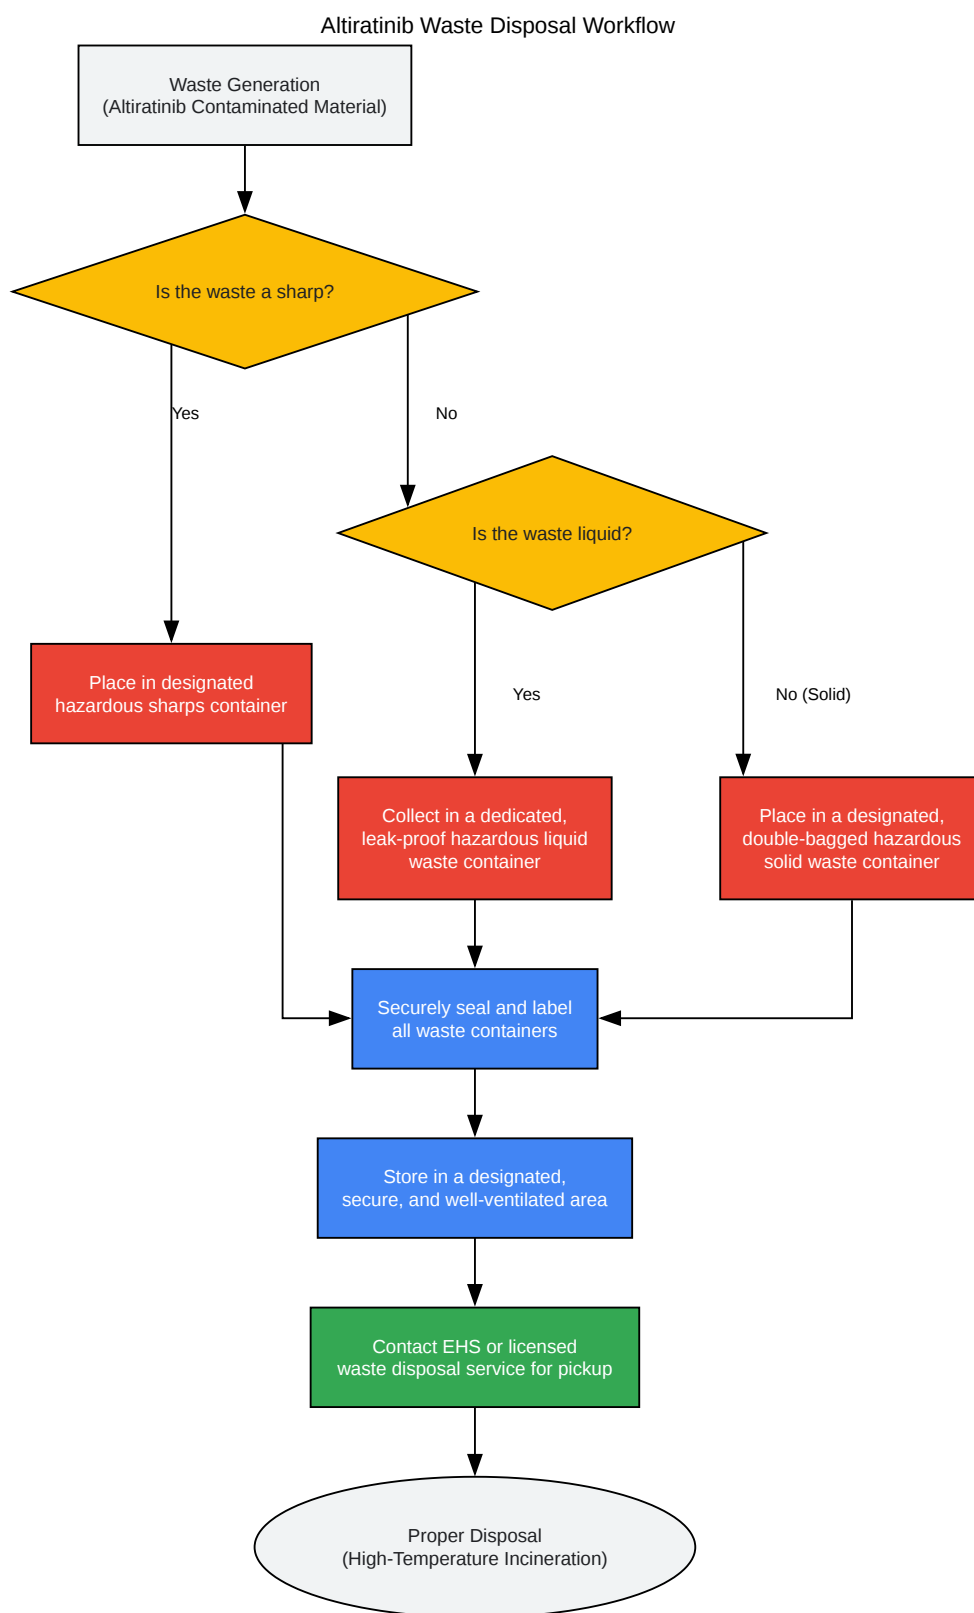 Altiratinib Waste Disposal Workflow
Waste Generation
(Altiratinib Contaminated Material)
Is the waste a sharp?
Yes
No
Is the waste liquid?
Place in designated
hazardous sharps container
Yes
No (Solid)
Collect in a dedicated,
leak-proof hazardous liquid
waste container
Place in a designated,
double-bagged hazardous
solid waste container
Securely seal and label
all waste containers
Store in a designated,
secure, and well-ventilated area
Contact EHS or licensed
waste disposal service for pickup
Proper Disposal
(High-Temperature Incineration)